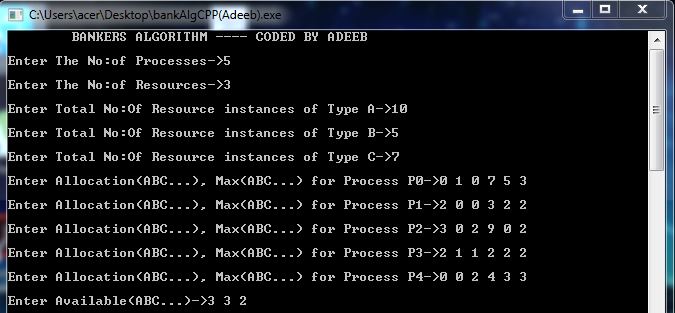 C:\Users\acer\Desktop\bankAlgCPP(Adeeb).exe
BANKERS ALGORITHM ---- CODED BY ADEEB
Enter The No:of Processes->5
Enter The No:of Resources->3
Enter Total No:Of Resource instances of Type A->10
Enter Total No:Of Resource instances of Type B->5
Enter Total No:Of Resource instances of Type C->7
Enter Allocation(ABC...), Max(ABC...) for Process P0->0 1 0 7 5 3
Enter Allocation(ABC...), Max(ABC...) for Process P1->2 0 0 3 2 2
Enter Allocation(ABC...), Max(ABC...) for Process P2->3 0 2 9 0 2
Enter Allocation(ABC...), Max(ABC...) for Process P3->2 1 1 2 2 2
Enter Allocation(ABC...), Max(ABC...) for Process P4->0 0 2 4 3 3
Enter Available(ABC...)->3 3 2